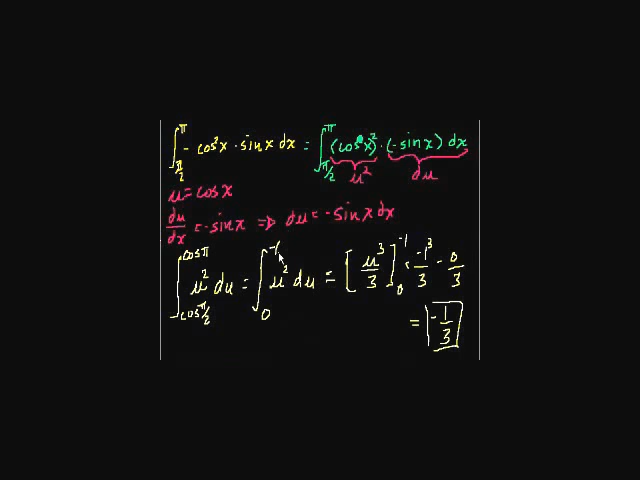 ∫_{π/2}^{π} - cos²x · sin x dx = ∫_{π/2}^{π} (cos x)² · (-sin x) dx
u² du
u = cos x
du/dx = -sin x ⇒ du = -sin x dx
∫_{cos π/2}^{cos π} u² du = ∫_{0}^{-1} u² du = [u³/3]_{0}^{-1} = -1³/3 - 0/3
= -1/3